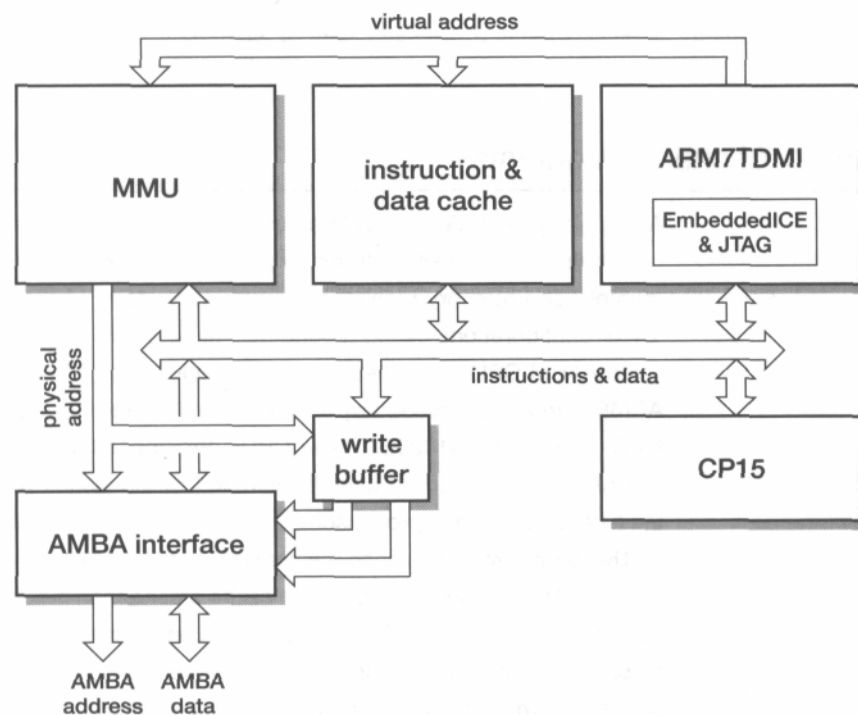 virtual address
MMU
instruction &
data cache
ARM7TDMI
EmbeddedICE
& JTAG
physical
address
instructions & data
write
buffer
CP15
AMBA interface
AMBA
address
AMBA
data